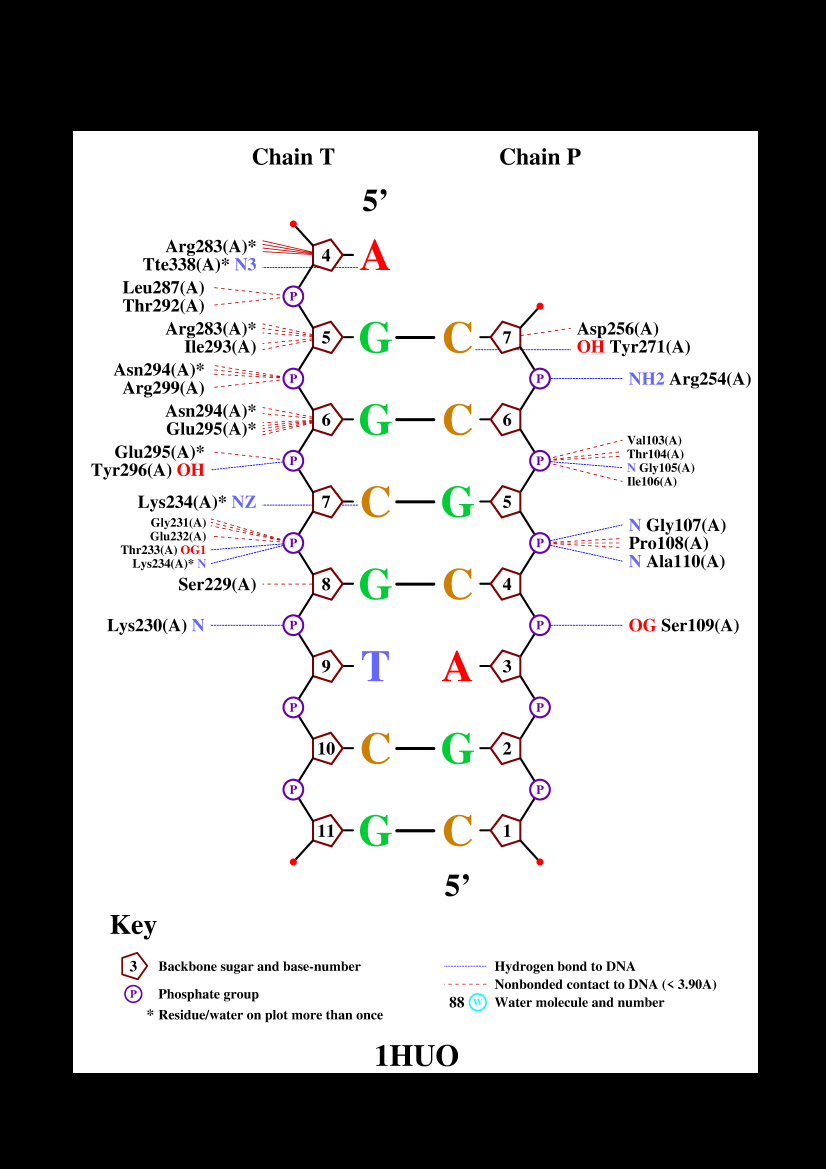 Chain T Chain P
5’
Arg283(A)* 4 A
Tte338(A)* N3
Leu287(A) P
Thr292(A)
Arg283(A)* 5 G C 7 Asp256(A)
Ile293(A) OH Tyr271(A)
Asn294(A)* P P NH2 Arg254(A)
Arg299(A)
Asn294(A)* 6 G C 6
Glu295(A)*
Glu295(A)* P P Val103(A)
Tyr296(A) OH Thr104(A)
N Gly105(A)
Ile106(A)
Lys234(A)* NZ 7 C G 5
Gly231(A) P P N Gly107(A)
Glu232(A) Pro108(A)
Thr233(A) OG1 N Ala110(A)
Lys234(A)* N
Ser229(A) 8 G C 4
Lys230(A) N P P OG Ser109(A)
9 T A 3
P P
10 C G 2
P P
11 G C 1
5’
Key
3 Backbone sugar and base-number
P Phosphate group
* Residue/water on plot more than once
Hydrogen bond to DNA
Nonbonded contact to DNA (< 3.90A)
88 W Water molecule and number
1HUO